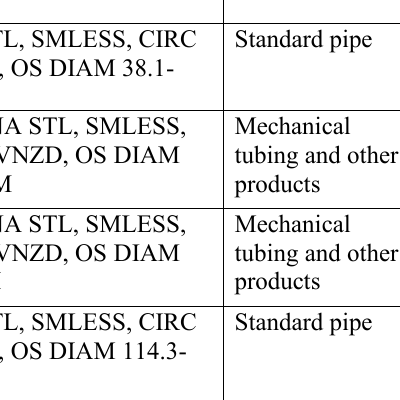 TL, SMLESS, CIRC
, OS DIAM 38.1-
Standard pipe
NA STL, SMLESS,
VNZD, OS DIAM
M
Mechanical
tubing and other
products
NA STL, SMLESS,
VNZD, OS DIAM
Mechanical
tubing and other
products
TL, SMLESS, CIRC
, OS DIAM 114.3-
Standard pipe